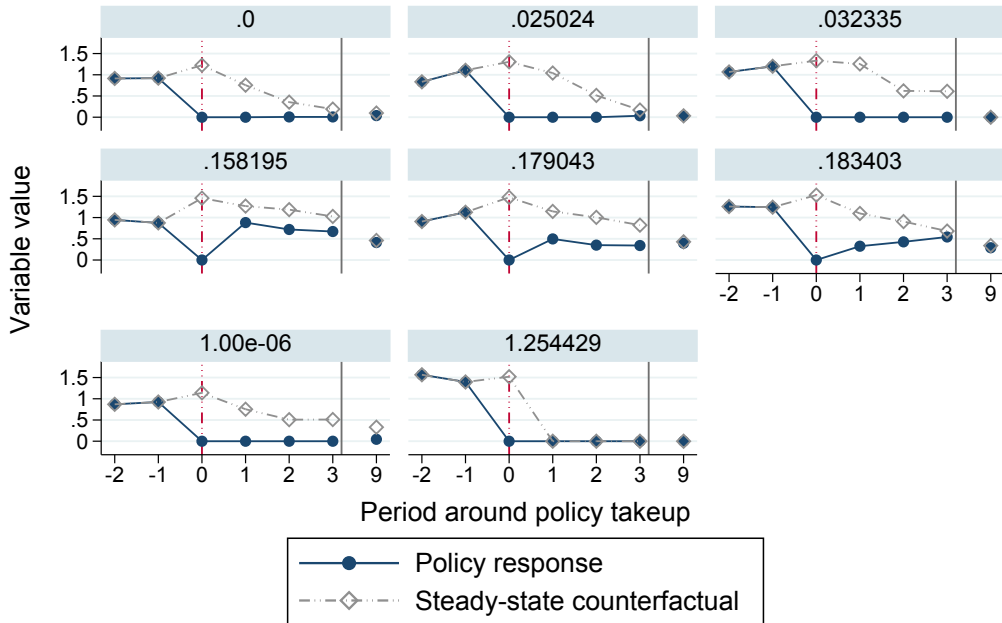 .0 .025024 .032335
1.5
1
.5
0
.158195 .179043 .183403
1.5
1
.5
0
-2 -1 0 1 2 3 9
1.00e-06 1.254429
1.5
1
.5
0
-2 -1 0 1 2 3 9 -2 -1 0 1 2 3 9
Variable value
Period around policy takeup
Policy response
Steady-state counterfactual